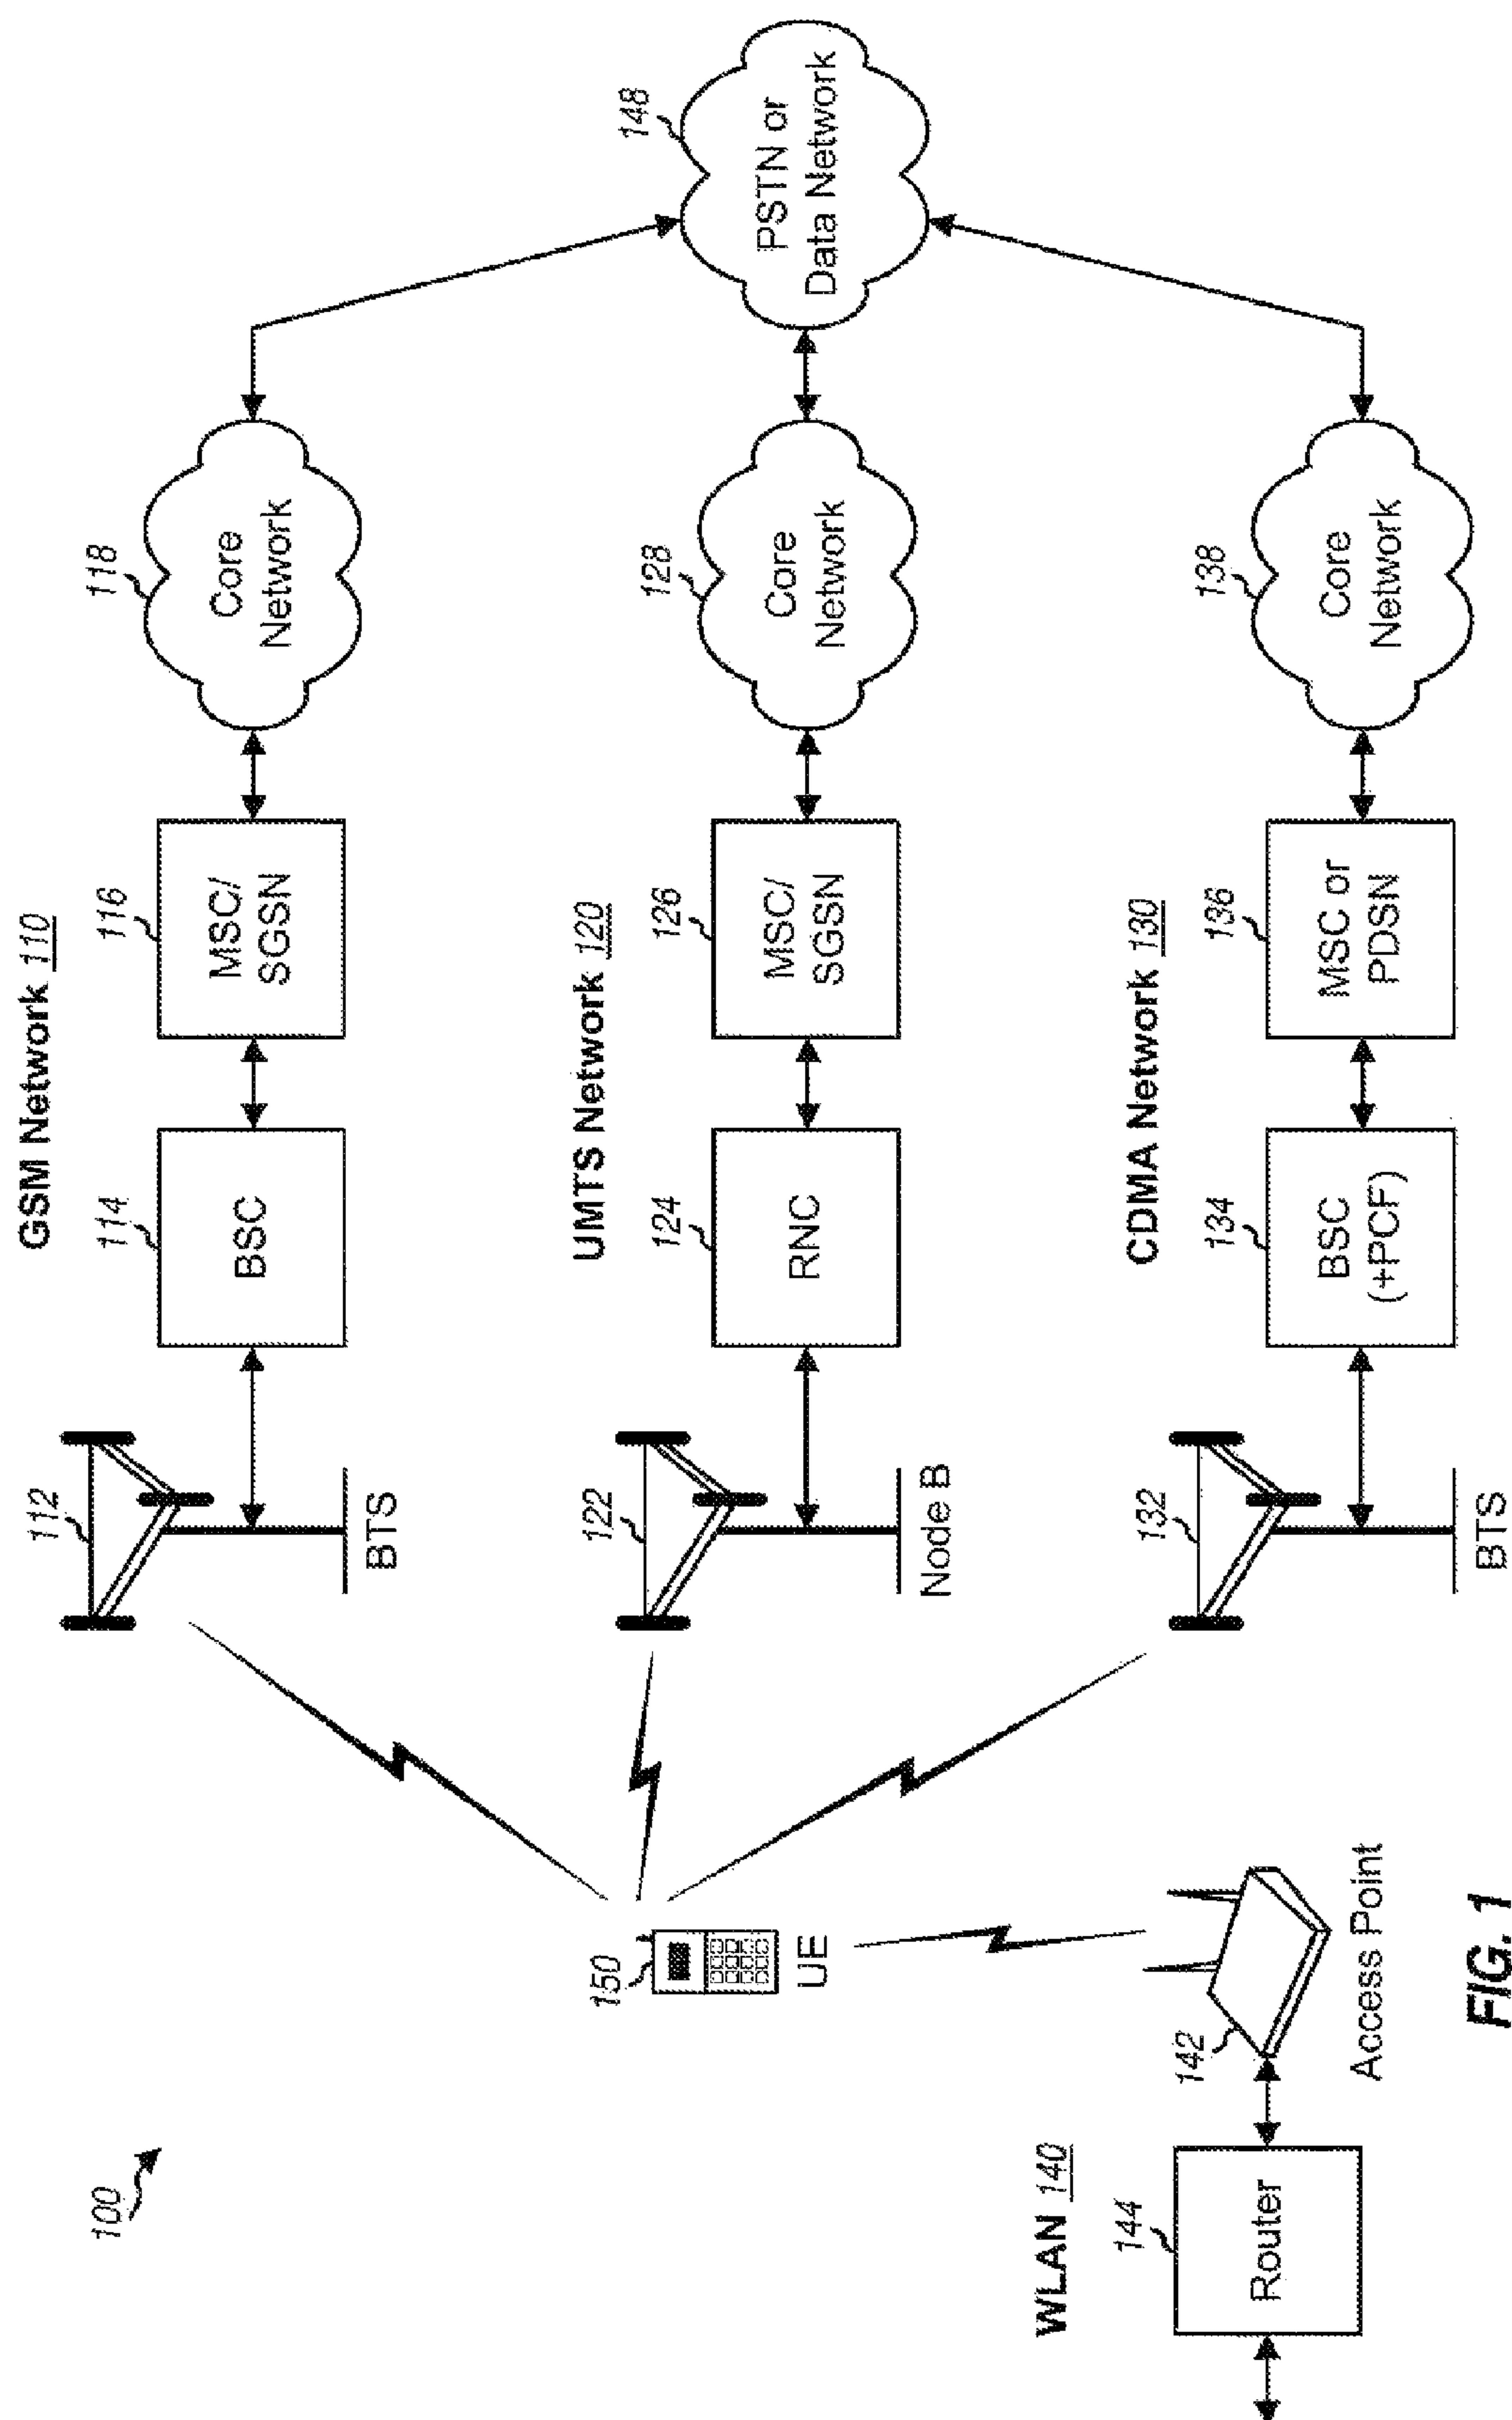 100
GSM Network 110
112
BTS
114
BSC
116
MSC/
SGSN
118
Core
Network
UMTS Network 120
150
UE
122
Node B
124
RNC
126
MSC/
SGSN
128
Core
Network
148
PSTN or
Data Network
CDMA Network 130
132
BTS
134
BSC
(+PCF)
136
MSC or
PDSN
138
Core
Network
WLAN 140
144
Router
142
Access Point
FIG. 1